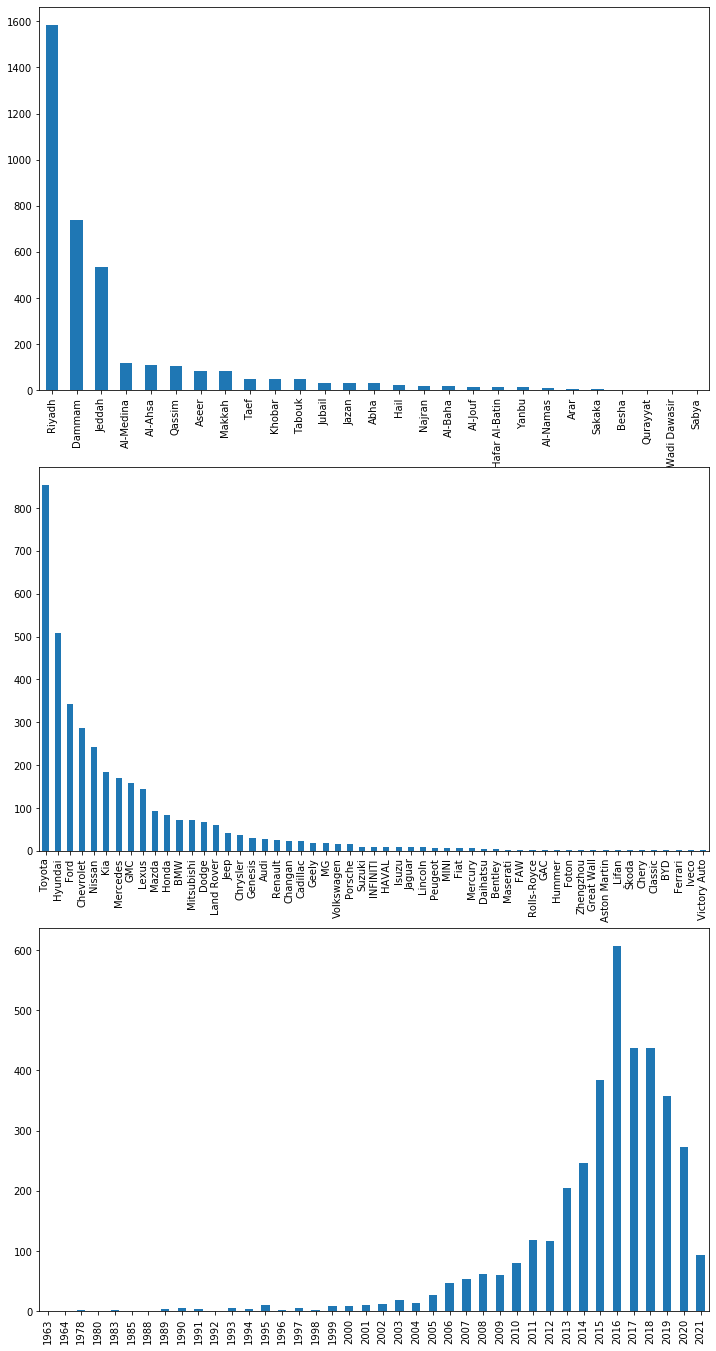 1600
1400
1200
1000
800
600
400
200
0
Riyadh
Dammam
Jeddah
Al-Medina
Al-Ahsa
Qassim
Aseer
Makkah
Taef
Khobar
Tabouk
Jubail
Jazan
Abha
Hail
Najran
Al-Baha
Al-Jouf
Hafar Al-Batin
Yanbu
Al-Namas
Arar
Sakaka
Besha
Qurayyat
Wadi Dawasir
Sabya
800
700
600
500
400
300
200
100
0
Toyota
Hyundai
Ford
Chevrolet
Nissan
Kia
Mercedes
GMC
Lexus
Mazda
Honda
BMW
Mitsubishi
Dodge
Land Rover
Jeep
Chrysler
Genesis
Audi
Renault
Changan
Cadillac
Geely
MG
Volkswagen
Porsche
Suzuki
INFINITI
HAVAL
Isuzu
Jaguar
Lincoln
Peugeot
MINI
Fiat
Mercury
Daihatsu
Bentley
Maserati
FAW
Rolls-Royce
GAC
Hummer
Foton
Zhengzhou
Great Wall
Aston Martin
Lifan
Škoda
Chery
Classic
BYD
Ferrari
Iveco
Victory Auto
600
500
400
300
200
100
0
1963
1964
1978
1980
1983
1985
1988
1989
1990
1991
1992
1993
1994
1995
1996
1997
1998
1999
2000
2001
2002
2003
2004
2005
2006
2007
2008
2009
2010
2011
2012
2013
2014
2015
2016
2017
2018
2019
2020
2021